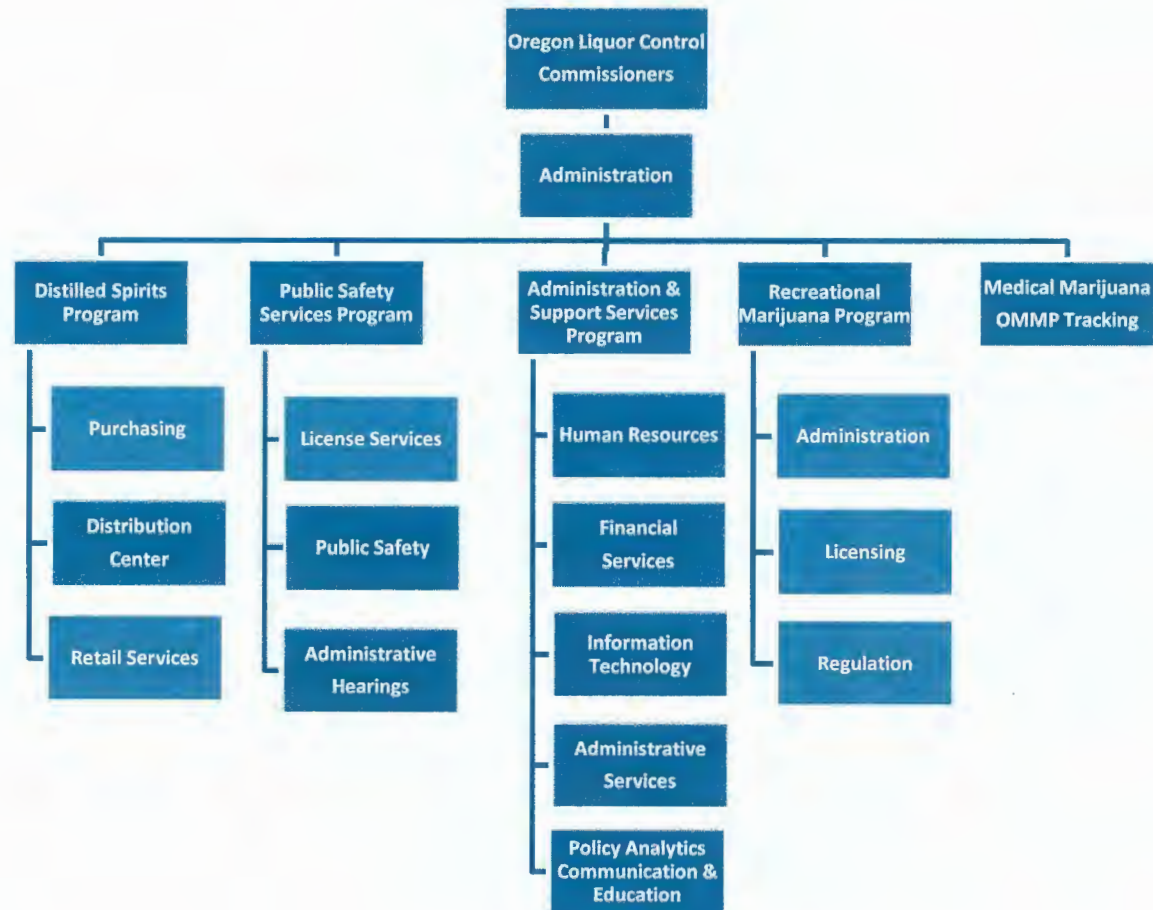 Oregon Liquor Control
Commissioners
Administration
Distilled Spirits
Program
Public Safety
Services Program
Administration &
Support Services
Program
Recreational
Marijuana Program
Medical Marijuana
OMMP Tracking
Purchasing
Distribution
Center
Retail Services
License Services
Public Safety
Administrative
Hearings
Human Resources
Financial
Services
Information
Technology
Administrative
Services
Policy Analytics
Communication &
Education
Administration
Licensing
Regulation